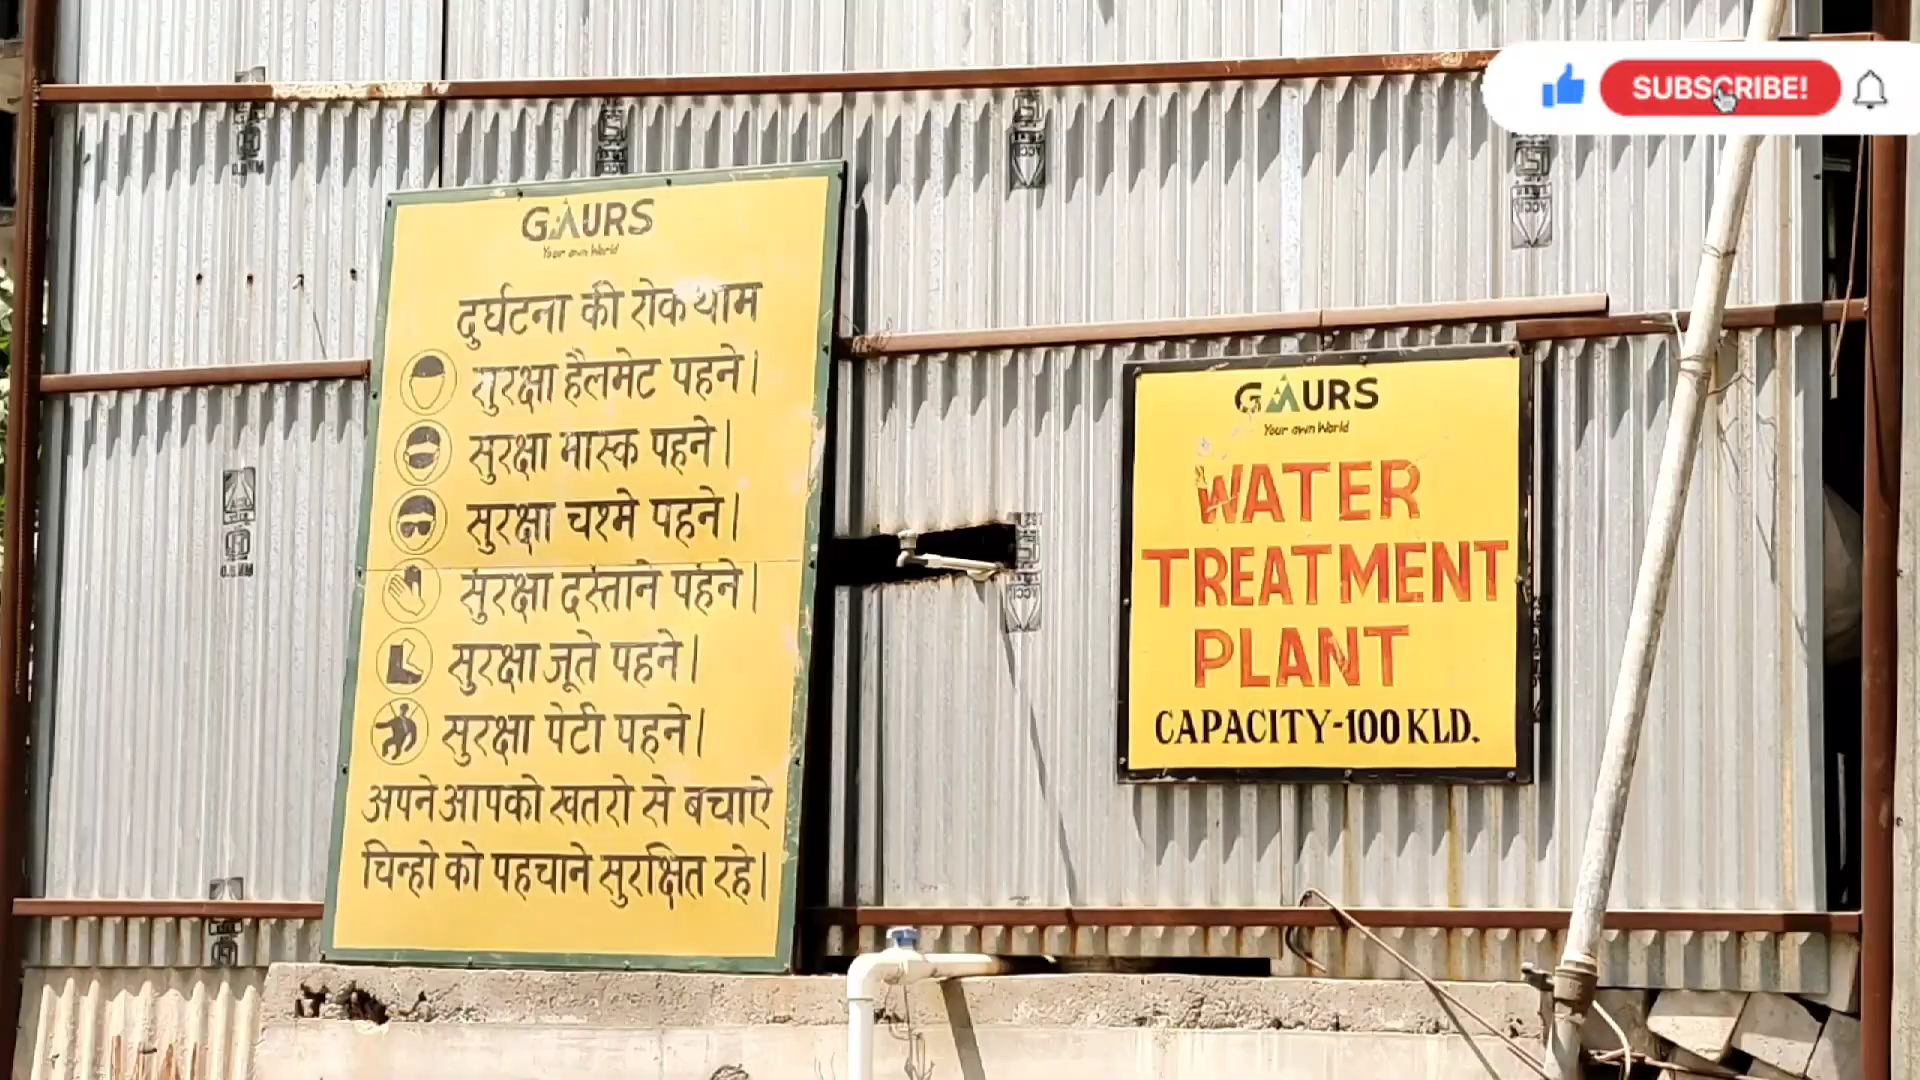 SUBSCRIBE!
GAURS
Your own World
दुर्घटना की रोकथाम
सुरक्षा हैलमेट पहने।
सुरक्षा मास्क पहने।
सुरक्षा चश्मे पहने।
सुरक्षा दस्ताने पहने।
सुरक्षा जूते पहने।
सुरक्षा पेटी पहने।
अपने आपको खतरो से बचाऐ
चिन्हो को पहचाने सुरक्षित रहे।
GAURS
Your own World
WATER
TREATMENT
PLANT
CAPACITY-100 KLD.